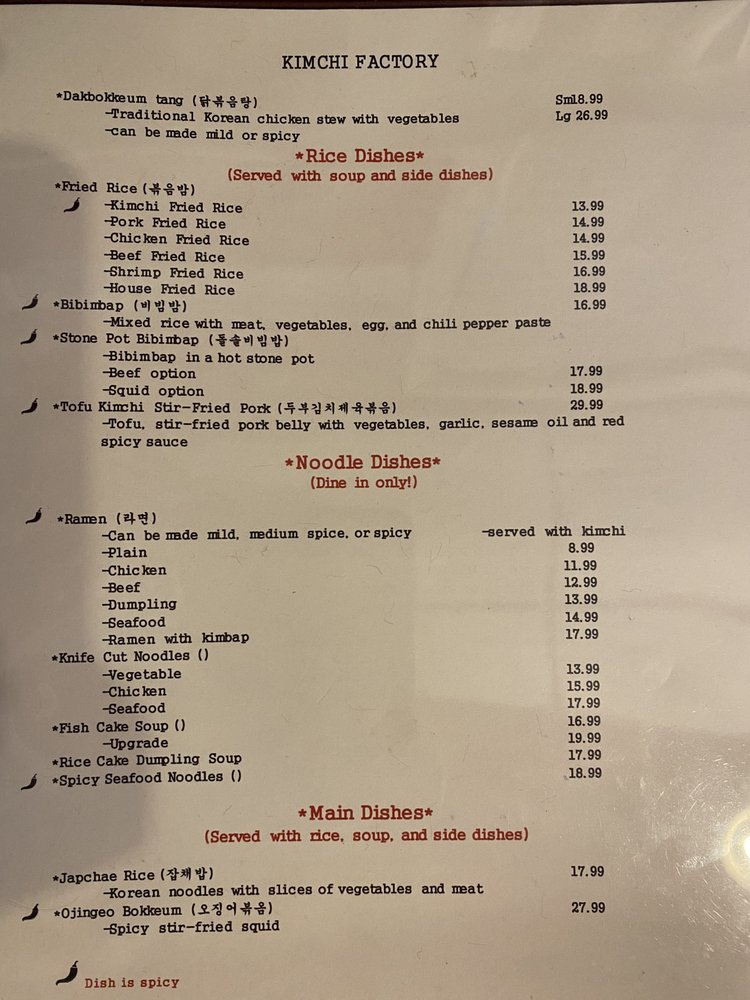 KIMCHI FACTORY
*Dakbokkeum tang (닭볶음탕) Sm18.99
-Traditional Korean chicken stew with vegetables Lg 26.99
-can be made mild or spicy
*Rice Dishes*
(Served with soup and side dishes)
*Fried Rice (볶음밥)
-Kimchi Fried Rice 13.99
-Pork Fried Rice 14.99
-Chicken Fried Rice 14.99
-Beef Fried Rice 15.99
-Shrimp Fried Rice 16.99
-House Fried Rice 18.99
*Bibimbap (비빔밥) 16.99
-Mixed rice with meat, vegetables, egg, and chili pepper paste
*Stone Pot Bibimbap (돌솥비빔밥)
-Bibimbap in a hot stone pot
-Beef option 17.99
-Squid option 18.99
*Tofu Kimchi Stir-Fried Pork (두부김치제육볶음) 29.99
-Tofu, stir-fried pork belly with vegetables, garlic, sesame oil and red
spicy sauce
*Noodle Dishes*
(Dine in only!)
*Ramen (라면)
-Can be made mild, medium spice, or spicy -served with kimchi
-Plain 8.99
-Chicken 11.99
-Beef 12.99
-Dumpling 13.99
-Seafood 14.99
-Ramen with kimbap 17.99
*Knife Cut Noodles ()
-Vegetable 13.99
-Chicken 15.99
-Seafood 17.99
*Fish Cake Soup () 16.99
-Upgrade 19.99
*Rice Cake Dumpling Soup 17.99
*Spicy Seafood Noodles () 18.99
*Main Dishes*
(Served with rice, soup, and side dishes)
*Japchae Rice (잡채밥) 17.99
-Korean noodles with slices of vegetables and meat
*Ojingeo Bokkeum (오징어볶음) 27.99
-Spicy stir-fried squid
Dish is spicy